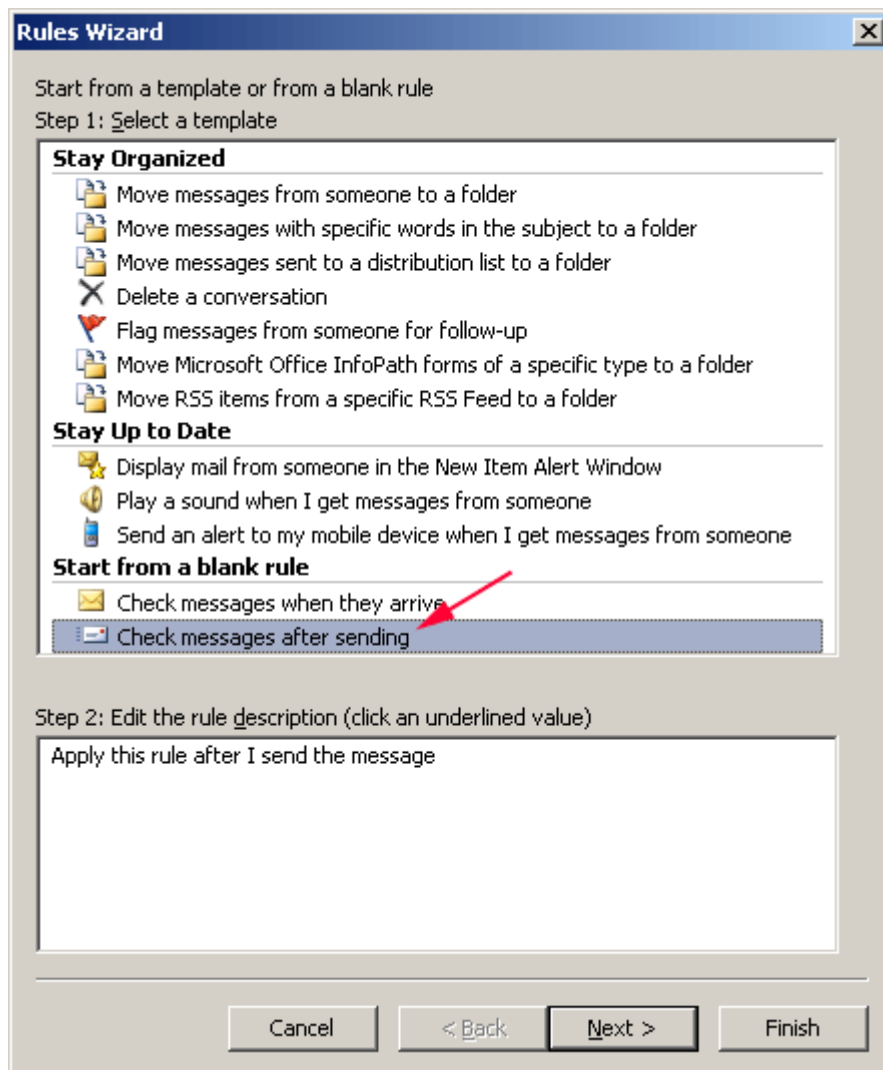 Rules Wizard
Start from a template or from a blank rule
Step 1: Select a template
Stay Organized
Move messages from someone to a folder
Move messages with specific words in the subject to a folder
Move messages sent to a distribution list to a folder
Delete a conversation
Flag messages from someone for follow-up
Move Microsoft Office InfoPath forms of a specific type to a folder
Move RSS items from a specific RSS Feed to a folder
Stay Up to Date
Display mail from someone in the New Item Alert Window
Play a sound when I get messages from someone
Send an alert to my mobile device when I get messages from someone
Start from a blank rule
Check messages when they arrive
Check messages after sending
Step 2: Edit the rule description (click an underlined value)
Apply this rule after I send the message
Cancel < Back Next > Finish